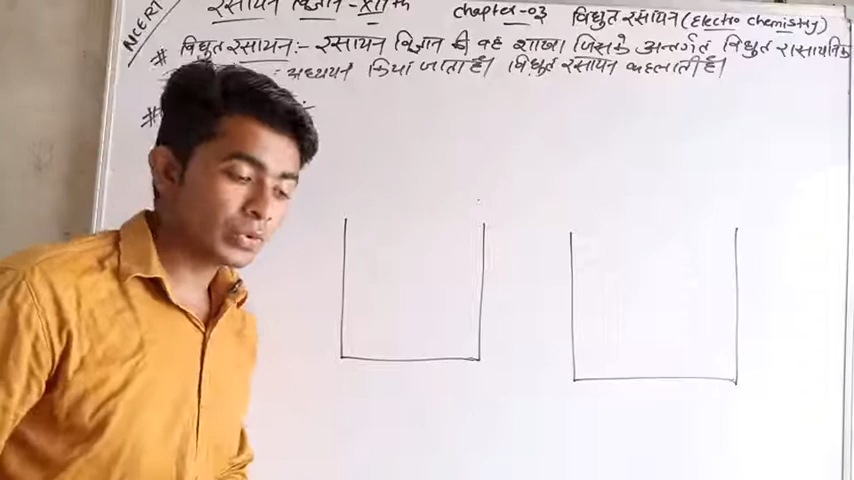 NCERT रसायन विज्ञान - XIIth chapter-03 विद्युत रसायन (Electro chemistry)
# विद्युत रसायन:- रसायन विज्ञान की वह शाखा जिसके अन्तर्गत विद्युत रासायनिक
अध्ययन किया जाता है। विद्युत रसायन कहलाती है।
#